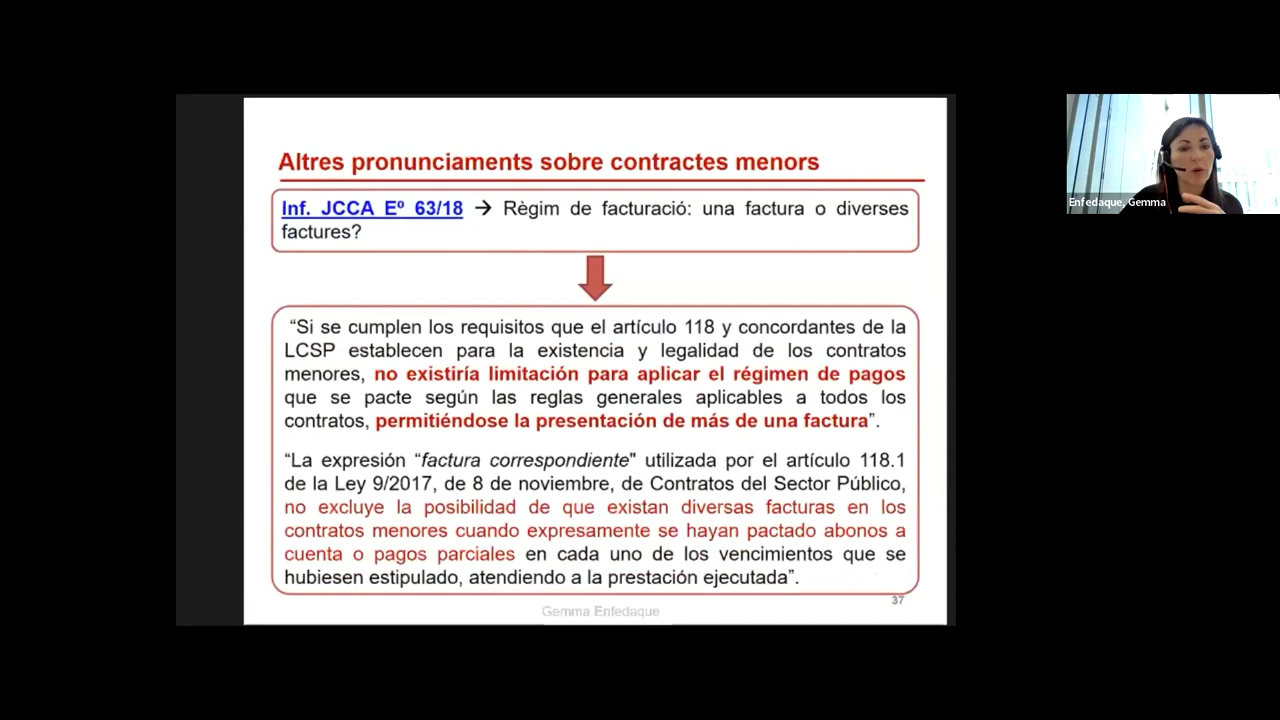 Altres pronunciaments sobre contractes menors
Inf. JCCA Eº 63/18 → Règim de facturació: una factura o diverses
factures?
“Si se cumplen los requisitos que el artículo 118 y concordantes de la
LCSP establecen para la existencia y legalidad de los contratos
menores, no existiría limitación para aplicar el régimen de pagos
que se pacte según las reglas generales aplicables a todos los
contratos, permitiéndose la presentación de más de una factura”.
“La expresión “factura correspondiente" utilizada por el artículo 118.1
de la Ley 9/2017, de 8 de noviembre, de Contratos del Sector Público,
no excluye la posibilidad de que existan diversas facturas en los
contratos menores cuando expresamente se hayan pactado abonos a
cuenta o pagos parciales en cada uno de los vencimientos que se
hubiesen estipulado, atendiendo a la prestación ejecutada”.
37
Gemma Enfedaque
Enfedaque, Gemma